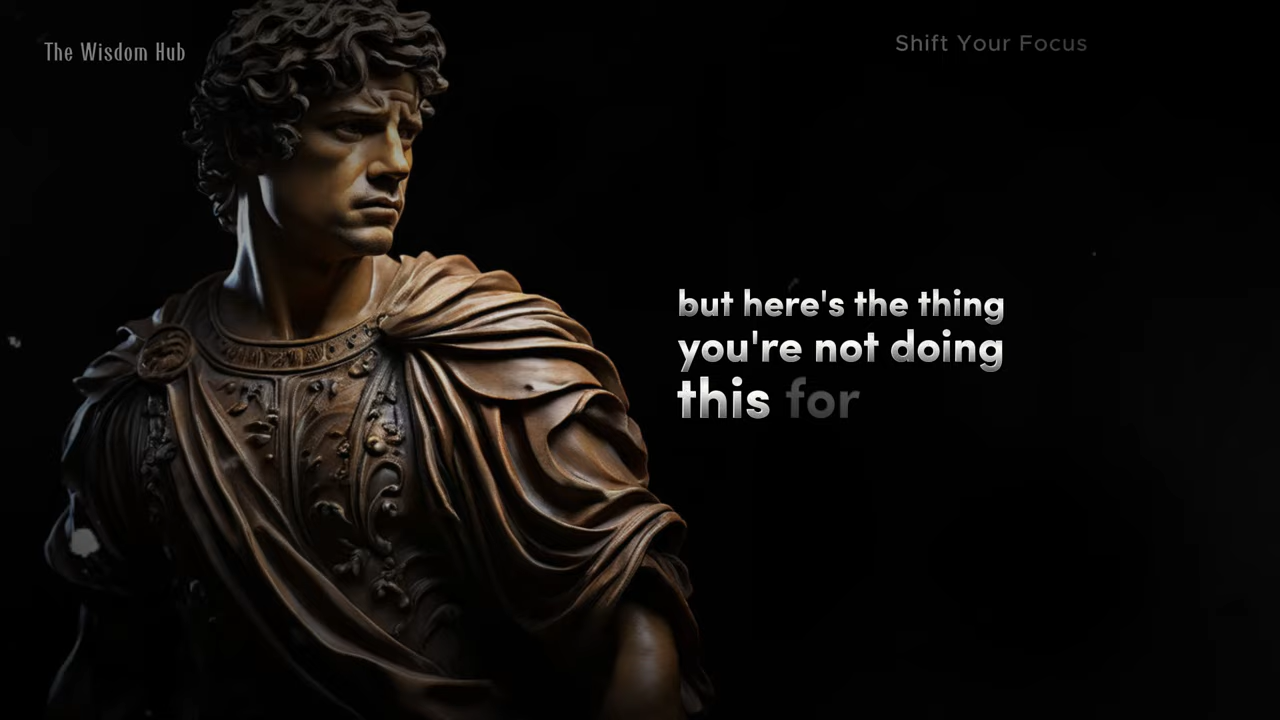 The Wisdom Hub
Shift Your Focus
but here's the thing
you're not doing
this for